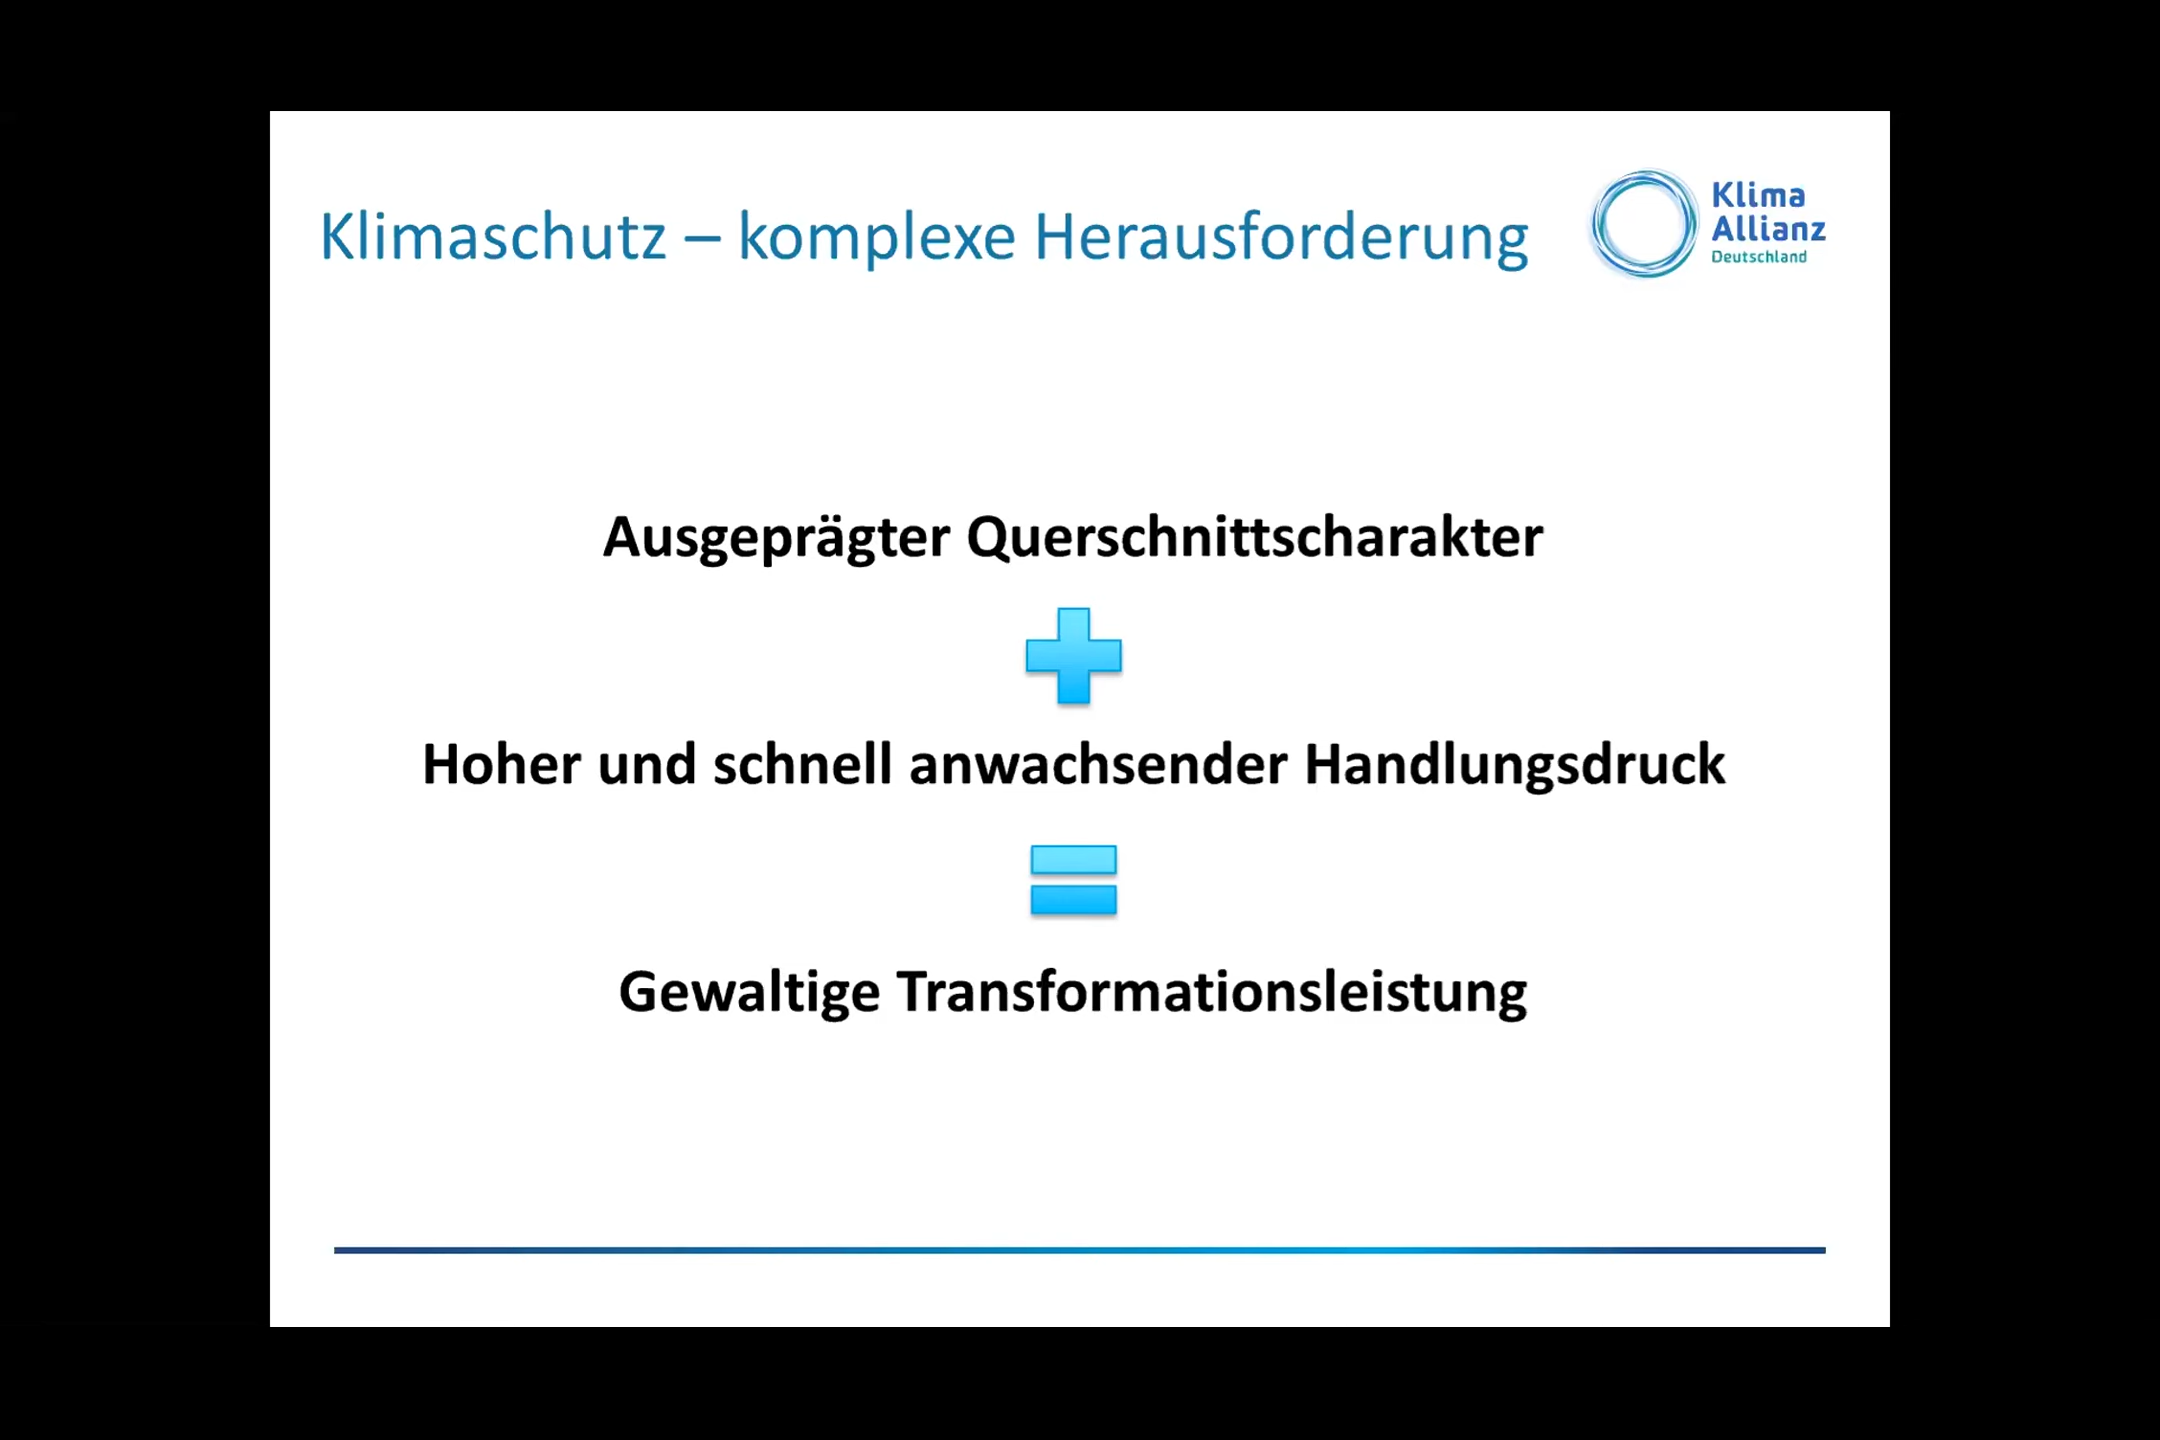 Klimaschutz – komplexe Herausforderung
Klima
Allianz
Deutschland
Ausgeprägter Querschnittscharakter
Hoher und schnell anwachsender Handlungsdruck
Gewaltige Transformationsleistung